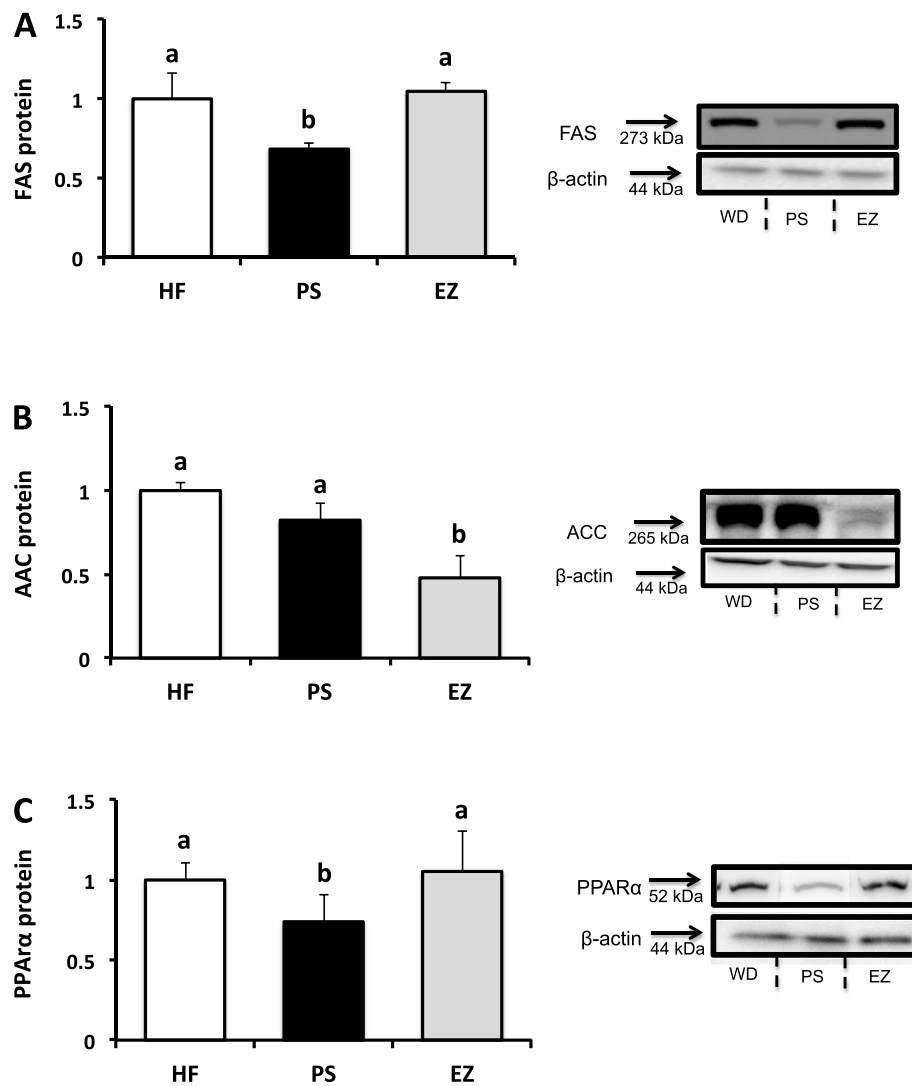 A
FAS protein
1.5
1
0.5
0
a
b
a
HF PS EZ
FAS
273 kDa
β-actin
44 kDa
WD PS EZ
B
AAC protein
1.5
1
0.5
0
a
a
b
HF PS EZ
ACC
265 kDa
β-actin
44 kDa
WD PS EZ
C
PPArα protein
1.5
1
0.5
0
a
b
a
HF PS EZ
PPARα
52 kDa
β-actin
44 kDa
WD PS EZ